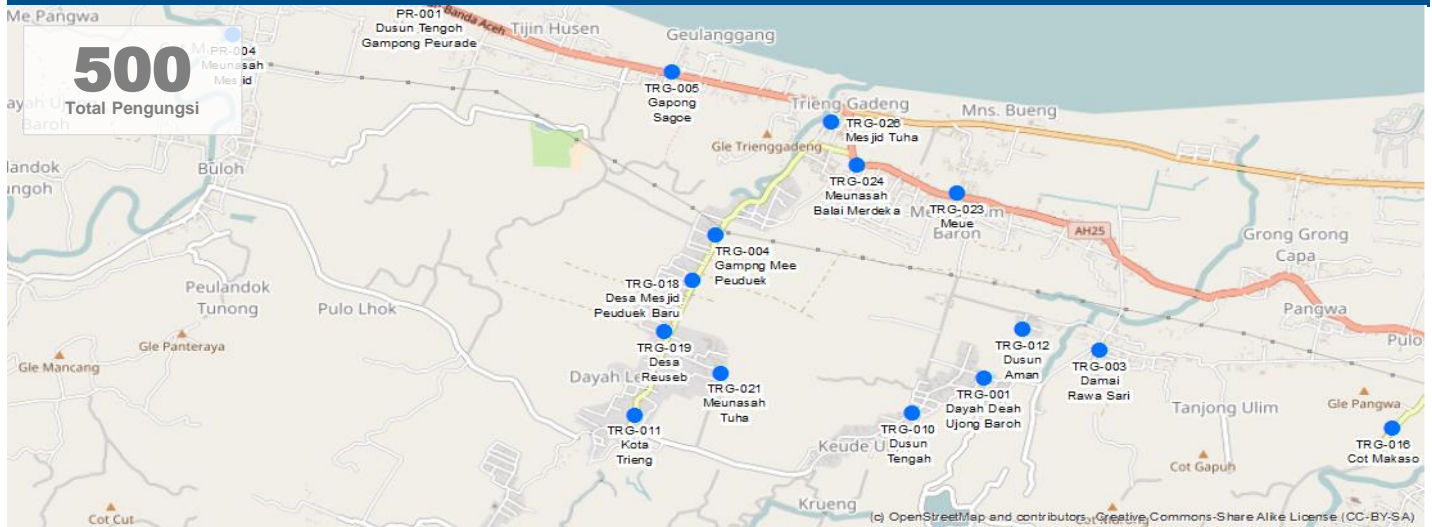 Me Pangwa
PR-001
Dusun Tengoh
Gampong Peurade
Banda Aceh
Tijin Husen
Geulanggang
500
Total Pengungsi
PR-004
Meunasah
Mesjid
TRG-005
Gapong
Sagoe
Trieng Gadeng
Mns. Bueng
TRG-026
Mesjid Tuha
Gle Trienggadeng
Baroh
Buloh
landok
ungoh
TRG-024
Meunasah
Balai Merdeka
TRG-023
Meue
Baron
AH25
Grong Grong
Capa
TRG-004
Gampng Mee
Peuduek
TRG-018
Desa Mesjid
Peuduek Baru
Peulandok
Tunong
Pulo Lhok
Pangwa
Pulo
Gle Panteraya
Gle Mancang
TRG-019
Desa
Reuseb
TRG-012
Dusun
Aman
TRG-003
Damai
Rawa Sari
Dayah
TRG-021
Meunasah
Tuha
TRG-001
Dayah Deah
Ujong Baroh
Tanjong Ulim
Gle Pangwa
TRG-011
Kota
Trieng
TRG-010
Dusun
Tengah
Keude
TRG-016
Cot Makaso
Cot Gapuh
Krueng
Cot Cut
(c) OpenStreetMap and contributors, Creative Commons-Share Alike License (CC-BY-SA)